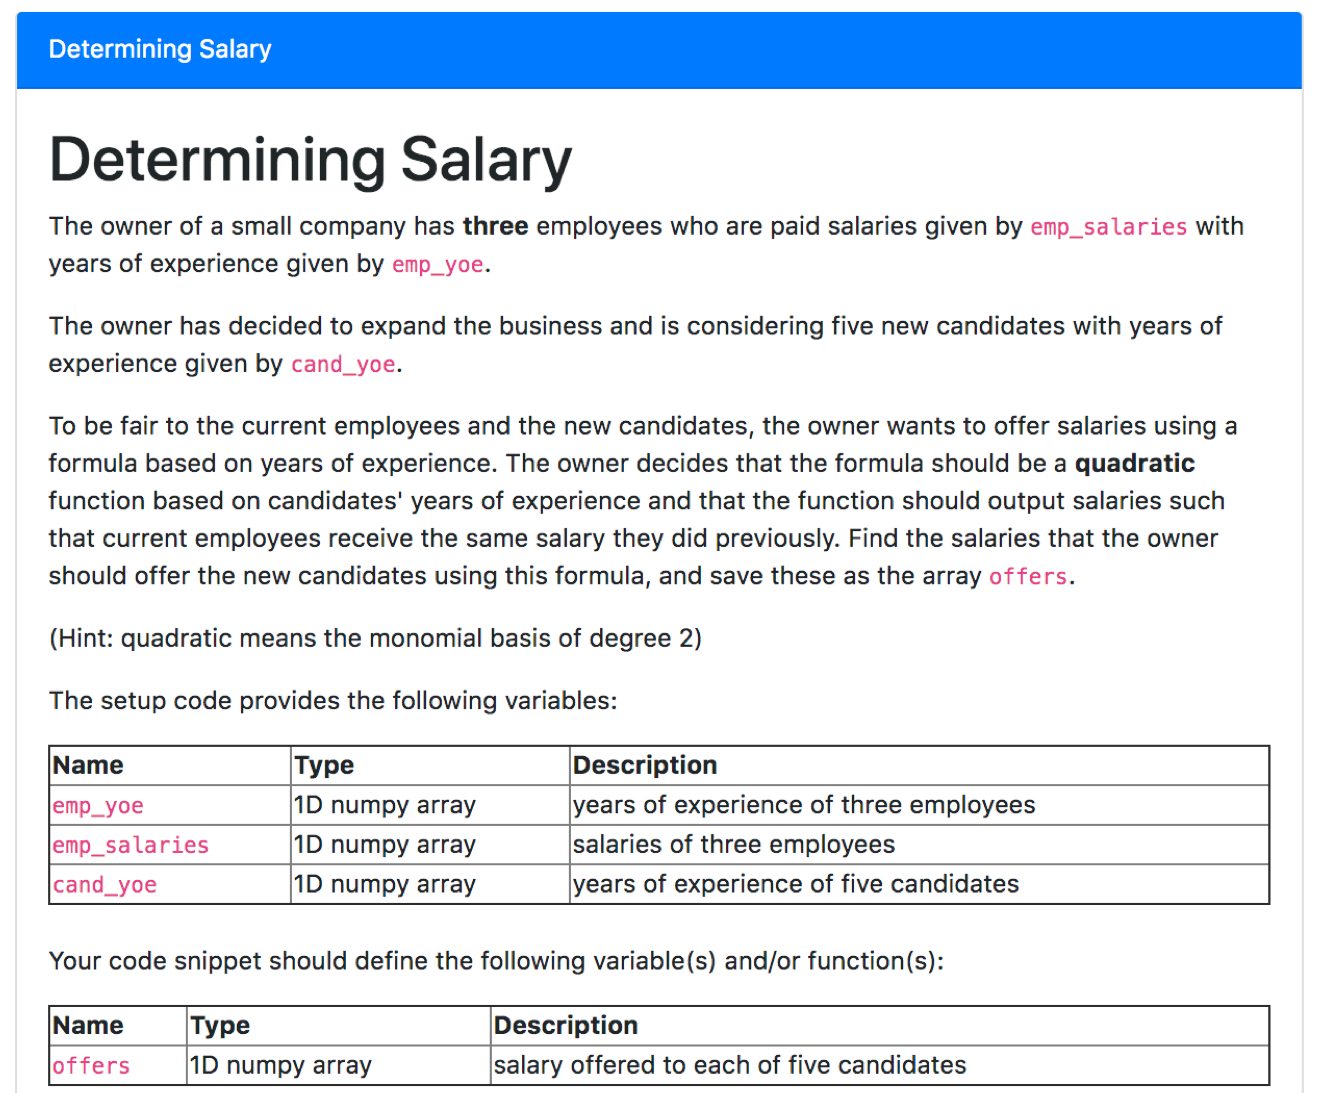 Determining Salary
Determining Salary
The owner of a small company has three employees who are paid salaries given by emp_salaries with
years of experience given by emp_yoe.
The owner has decided to expand the business and is considering five new candidates with years of
experience given by cand_yoe.
To be fair to the current employees and the new candidates, the owner wants to offer salaries using a
formula based on years of experience. The owner decides that the formula should be a quadratic
function based on candidates' years of experience and that the function should output salaries such
that current employees receive the same salary they did previously. Find the salaries that the owner
should offer the new candidates using this formula, and save these as the array offers.
(Hint: quadratic means the monomial basis of degree 2)
The setup code provides the following variables:
Name Type Description
emp_yoe 1D numpy array years of experience of three employees
emp_salaries 1D numpy array salaries of three employees
cand_yoe 1D numpy array years of experience of five candidates
Your code snippet should define the following variable(s) and/or function(s):
Name Type Description
offers 1D numpy array salary offered to each of five candidates